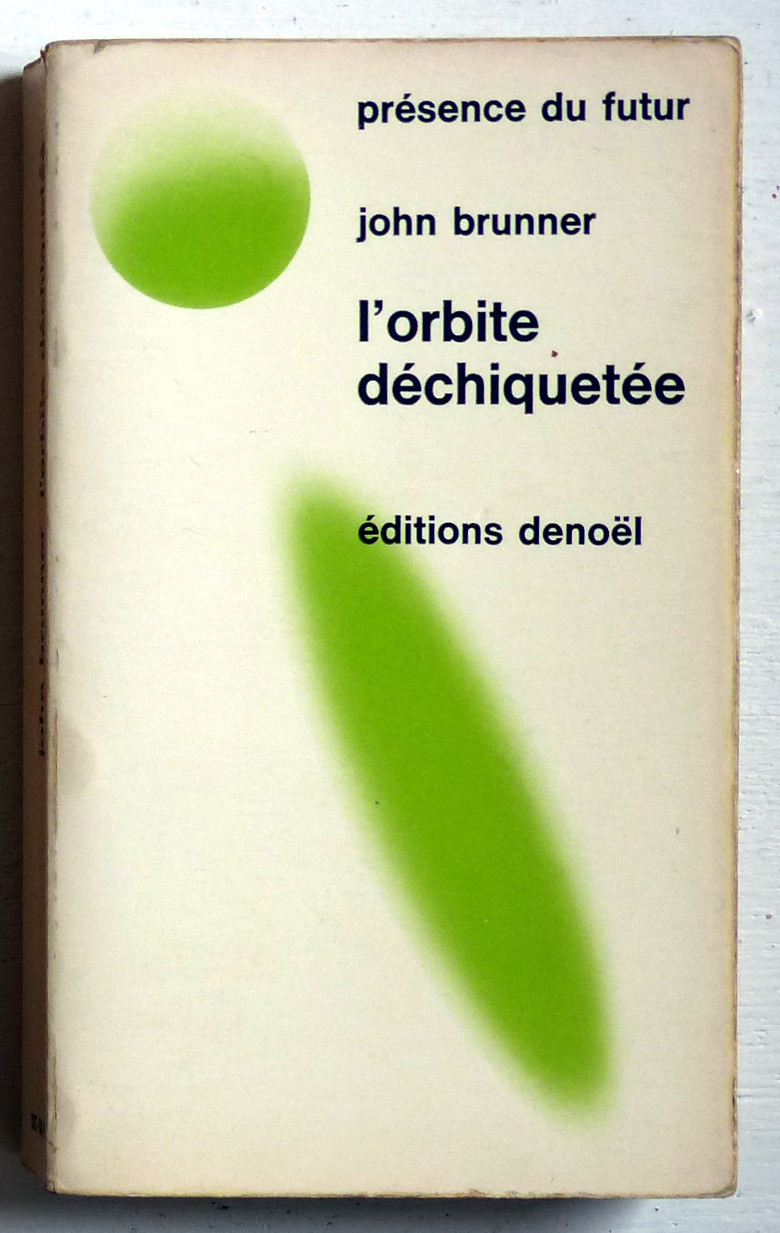 présence du futur
john brunner
l'orbite
déchiquetée
éditions denoël